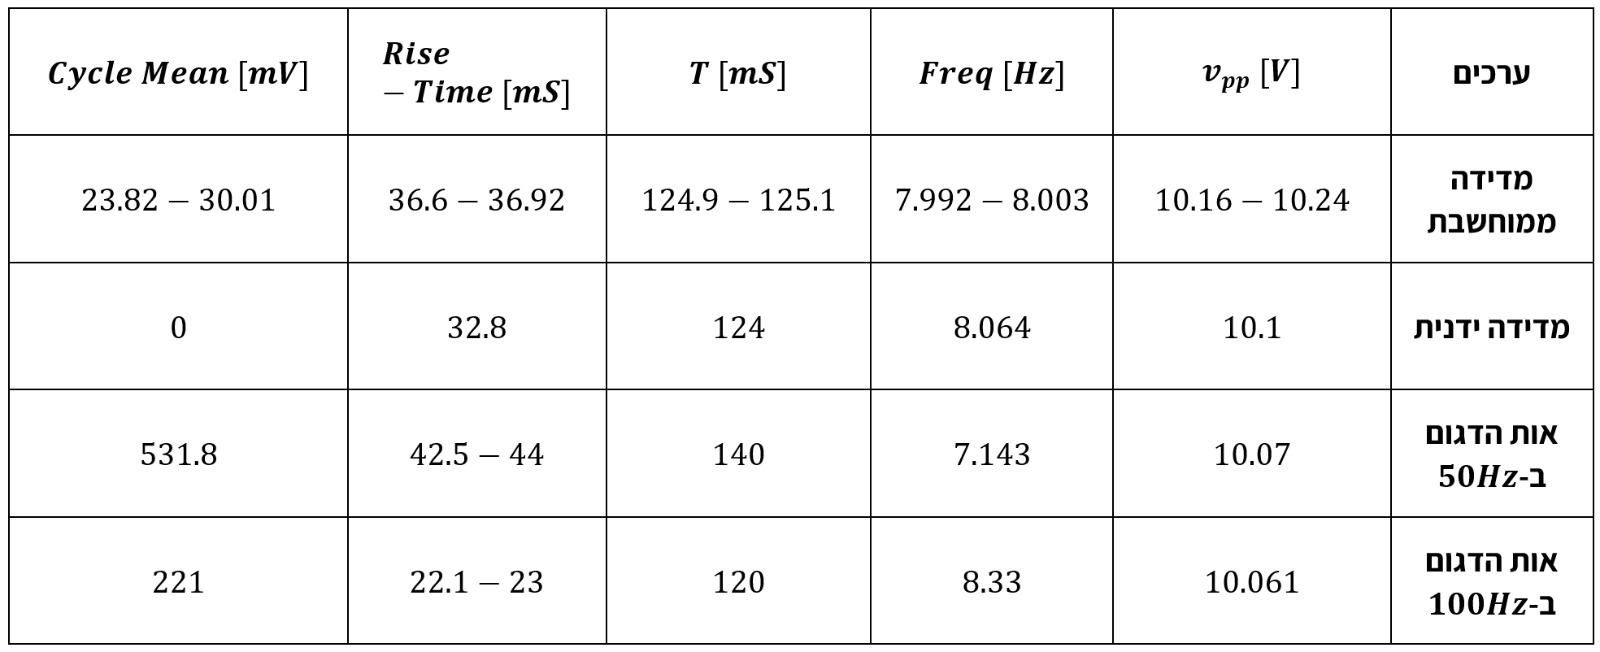 ערכים
𝒗𝒑𝒑 [V]
Freq [Hz]
T [mS]
Rise
− Time [mS]
Cycle Mean [mV]
מדידה
ממוחשבת
10.16 − 10.24
7.992 − 8.003
124.9 − 125.1
36.6 − 36.92
23.82 − 30.01
מדידה ידנית
10.1
8.064
124
32.8
0
אות הדגום
ב-50Hz
10.07
7.143
140
42.5 − 44
531.8
אות הדגום
ב-100Hz
10.061
8.33
120
22.1 − 23
221